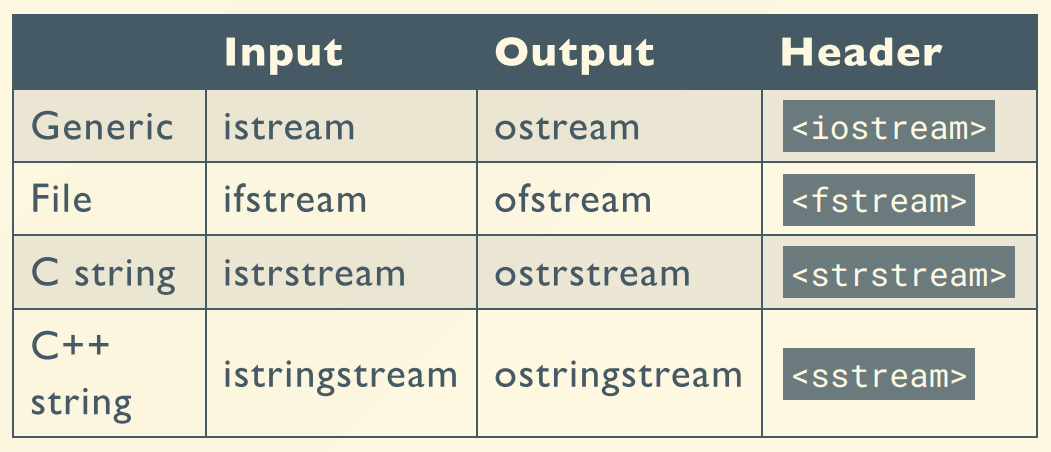 Input Output Header
Generic istream ostream <iostream>
File ifstream ofstream <fstream>
C string istrstream ostrstream <strstream>
C++
string istringstream ostringstream <sstream>